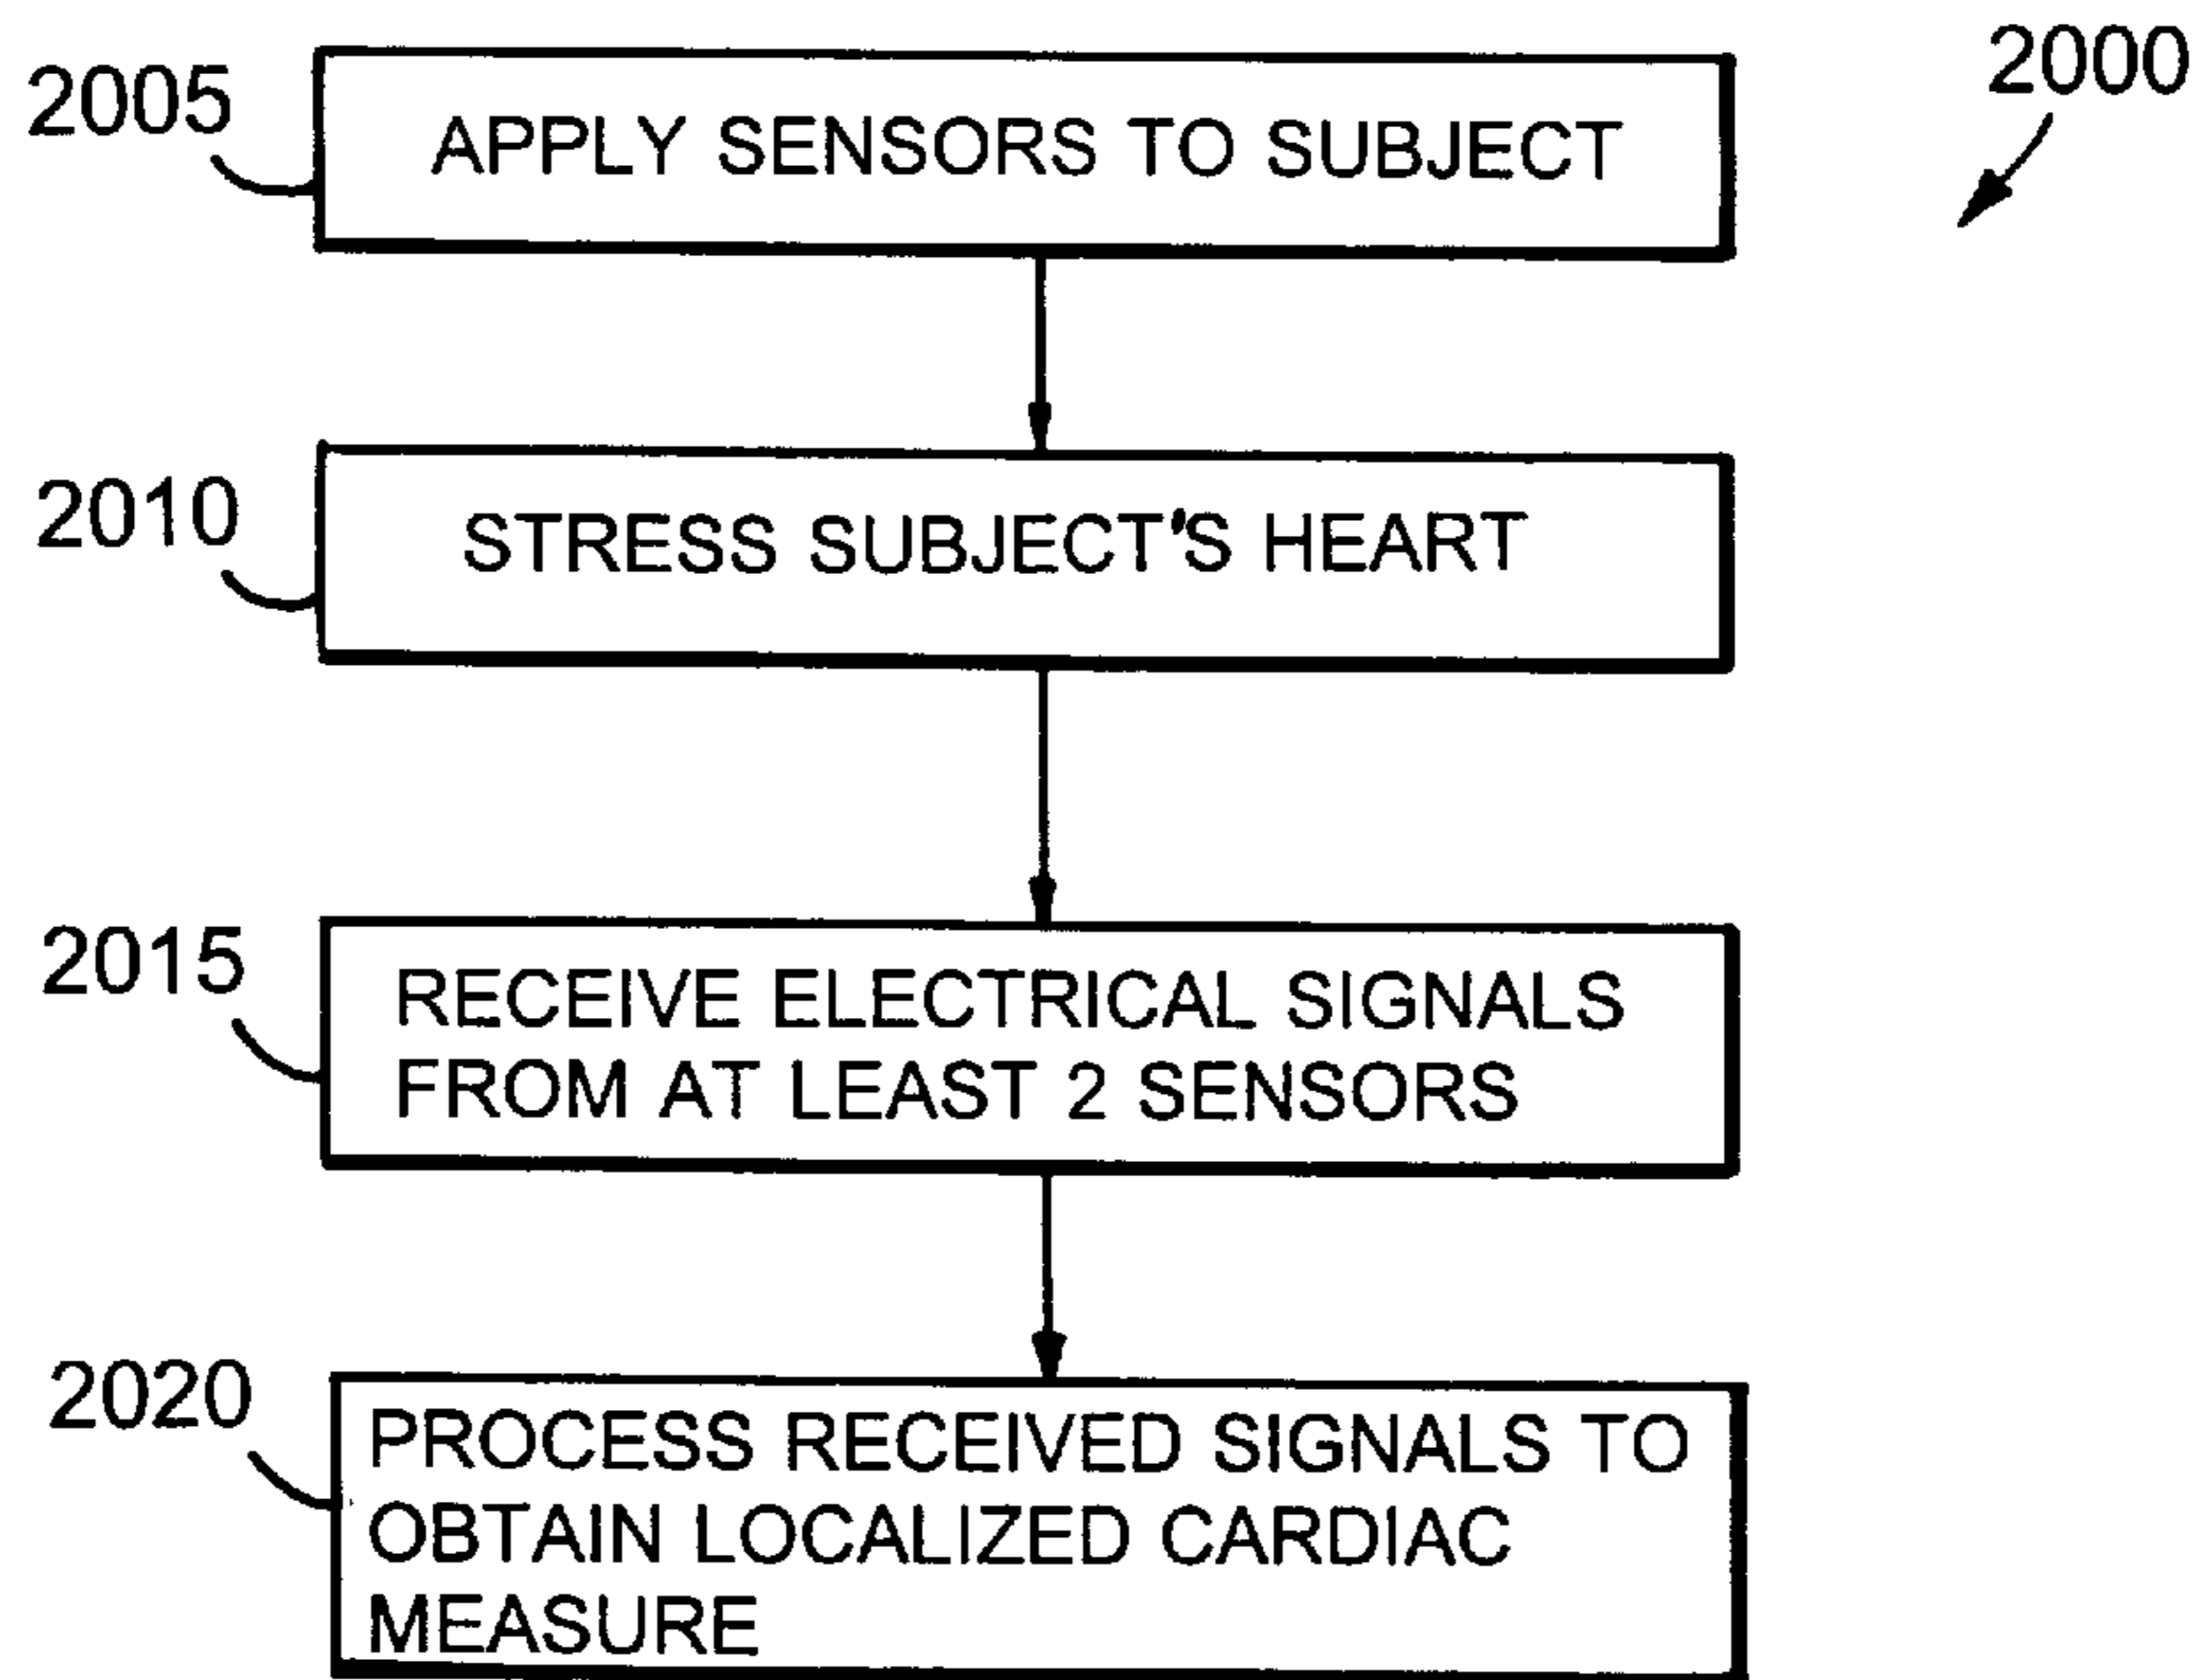 2000
2005
APPLY SENSORS TO SUBJECT
2010
STRESS SUBJECT'S HEART
2015
RECEIVE ELECTRICAL SIGNALS
FROM AT LEAST 2 SENSORS
2020
PROCESS RECEIVED SIGNALS TO
OBTAIN LOCALIZED CARDIAC
MEASURE